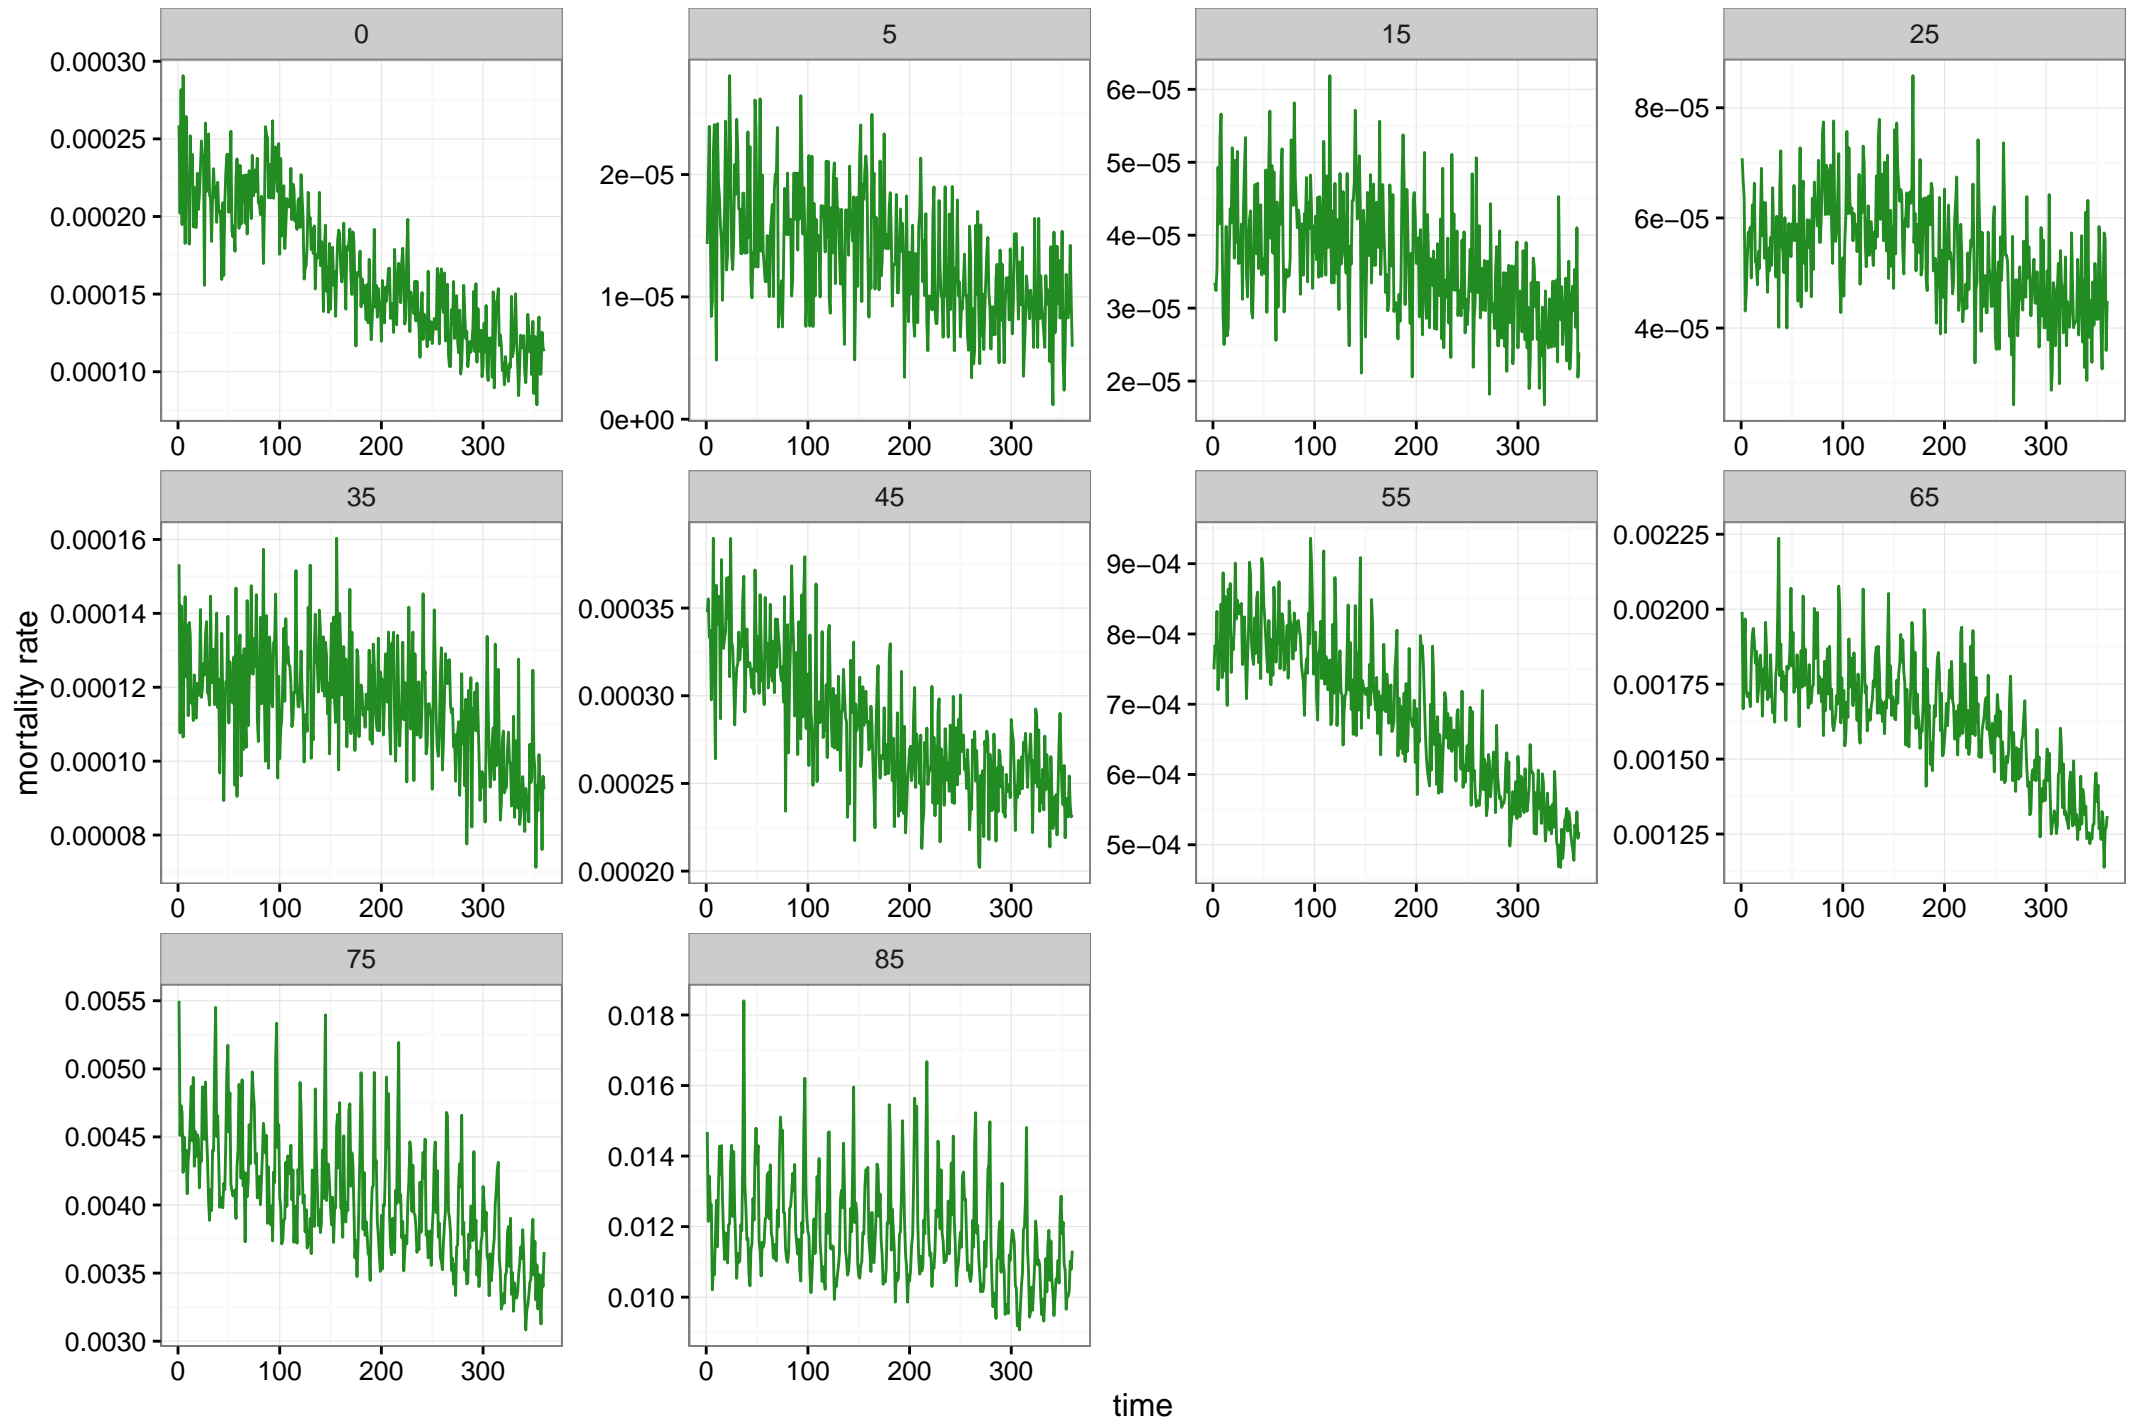 0 5 15 25
0.00030
0.00025
0.00020
0.00015
0.00010
2e−05
1e−05
0e+00
6e−05
5e−05
4e−05
3e−05
2e−05
8e−05
6e−05
4e−05
0 100 200 300 0 100 200 300 0 100 200 300 0 100 200 300
35 45 55 65
0.00016
0.00014
0.00012
0.00010
0.00008
0.00035
0.00030
0.00025
0.00020
9e−04
8e−04
7e−04
6e−04
5e−04
0.00225
0.00200
0.00175
0.00150
0.00125
0 100 200 300 0 100 200 300 0 100 200 300 0 100 200 300
75 85
0.0055
0.0050
0.0045
0.0040
0.0035
0.0030
0.018
0.016
0.014
0.012
0.010
0 100 200 300 0 100 200 300
mortality rate
time